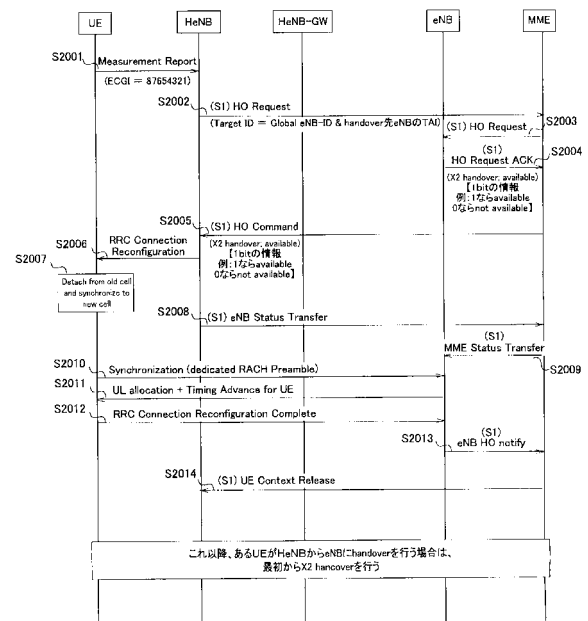 UE
HeNB
HeNB-GW
eNB
MME
S2001
Measurement Report
(ECGI = 87654321)
S2002
(S1) HO Request
(Target ID = Global eNB-ID & handover先eNBのTAI)
S2003
(S1) HO Request
S2004
(S1)
HO Request ACK
(X2 handover; available)
【1bitの情報
例：1ならavailable
0ならnot available】
S2005
(S1) HO Command
(X2 handover; available)
【1bitの情報
例：1ならavailable
0ならnot available】
S2006
RRC Connection
Reconfiguration
S2007
Detach from old cell
and synchronize to
new cell
S2008
(S1) eNB Status Transfer
(S1)
MME Status Transfer
S2009
S2010
Synchronization (dedicated RACH Preamble)
S2011
UL allocation + Timing Advance for UE
S2012
RRC Connection Reconfiguration Complete
S2013
(S1)
eNB HO notify
S2014
(S1) UE Context Release
これ以降、あるUEがHeNBからeNBにhandoverを行う場合は、
最初からX2 hancoverを行う